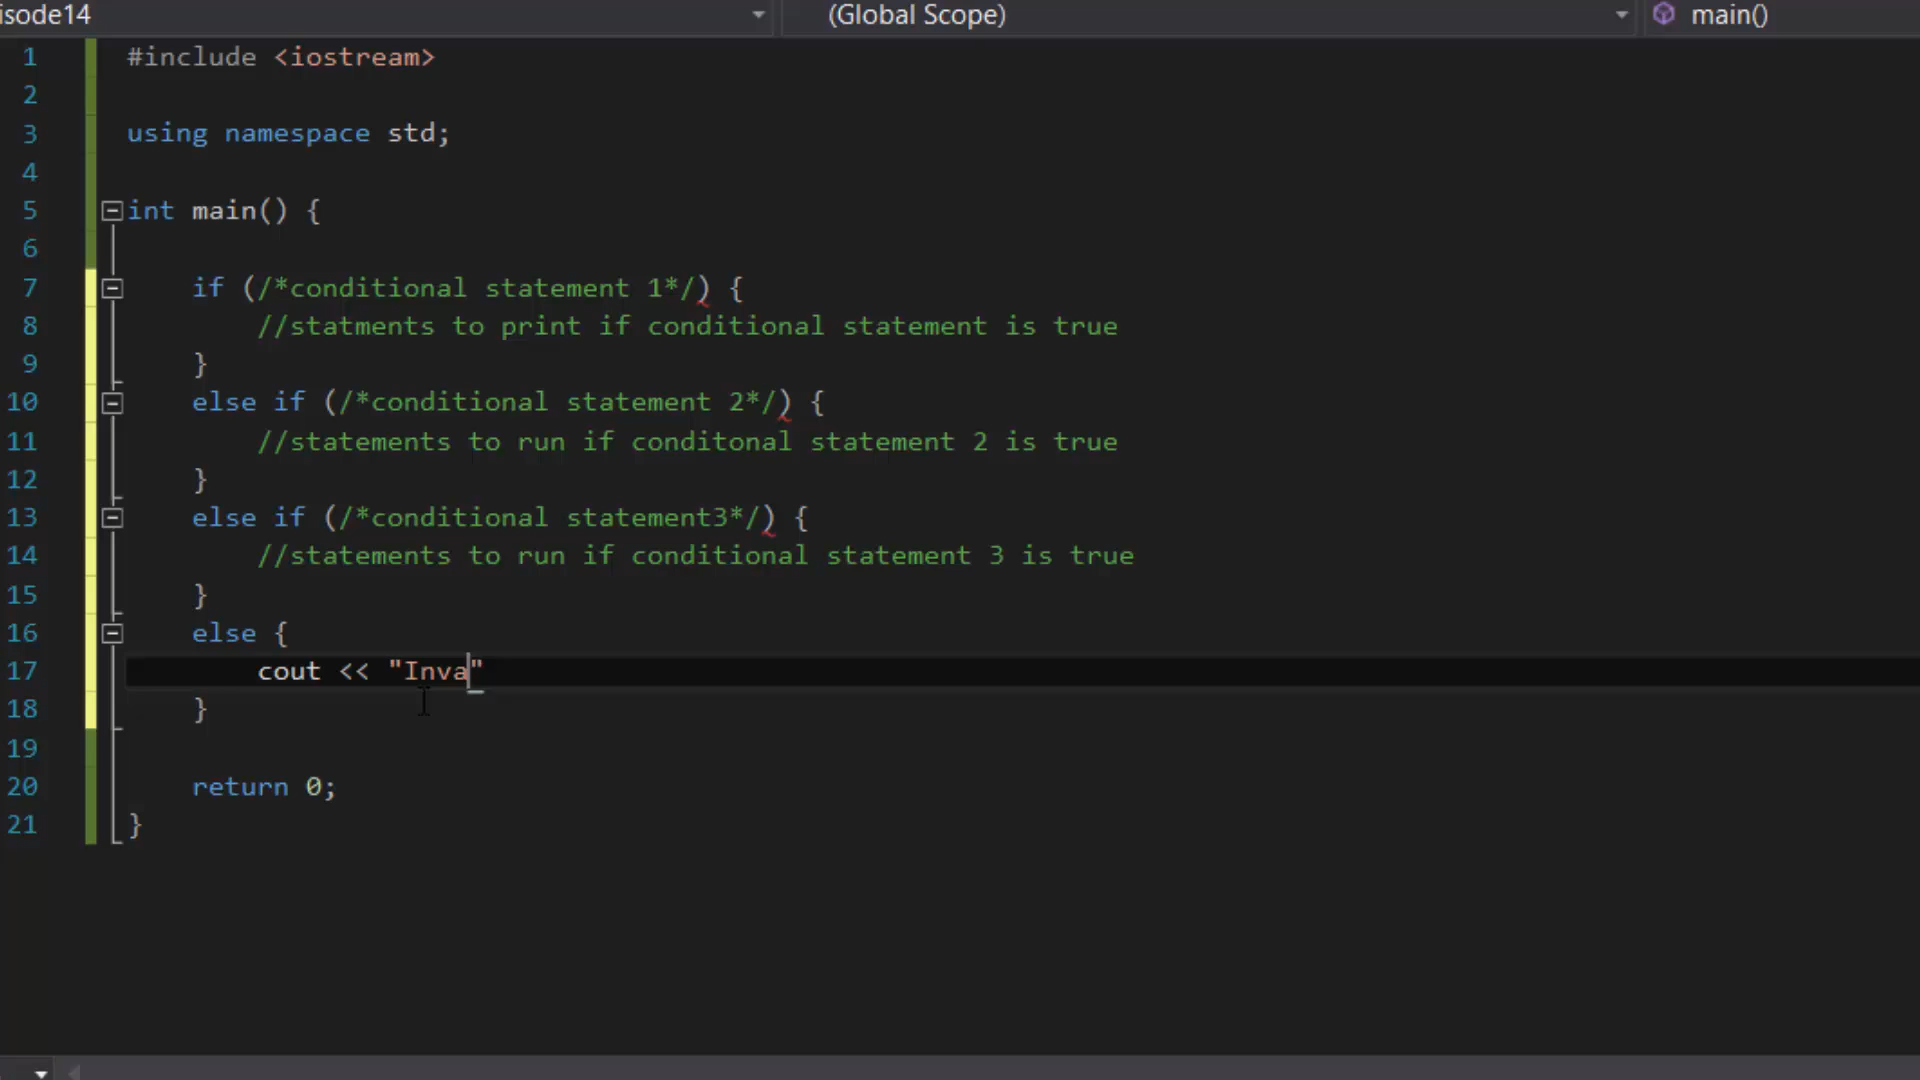 isode14 (Global Scope) main()
1 #include <iostream>
2
3 using namespace std;
4
5 int main() {
6
7 if (/*conditional statement 1*/) {
8 //statments to print if conditional statement is true
9 }
10 else if (/*conditional statement 2*/) {
11 //statements to run if conditonal statement 2 is true
12 }
13 else if (/*conditional statement3*/) {
14 //statements to run if conditional statement 3 is true
15 }
16 else {
17 cout << "Inva"
18 }
19
20 return 0;
21 }